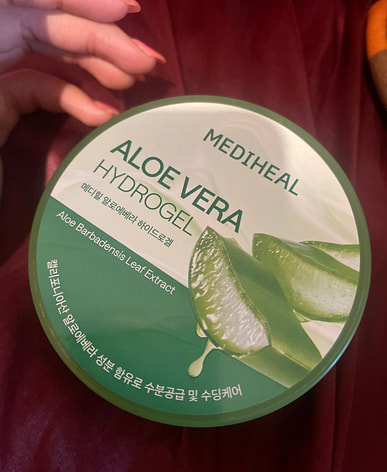 MEDIHEAL
ALOE VERA
HYDROGEL
메디힐 알로에베라 하이드로겔
Aloe Barbadensis Leaf Extract
캘리포니아산 알로에베라 성분 함유로 수분공급 및 수딩케어